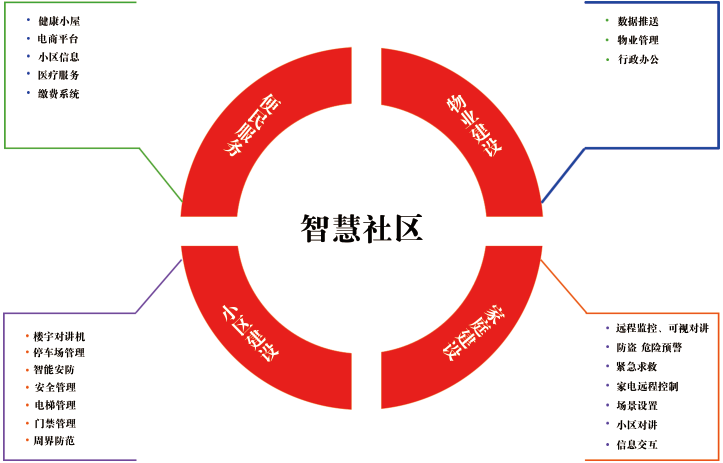 健康小屋
电商平台
小区信息
医疗服务
缴费系统
数据推送
物业管理
行政办公
便民服务
物业建设
智慧社区
小区建设
家庭建设
楼宇对讲机
停车场管理
智能安防
安全管理
电梯管理
门禁管理
周界防范
远程监控、可视对讲
防盗 危险预警
紧急求救
家电远程控制
场景设置
小区对讲
信息交互